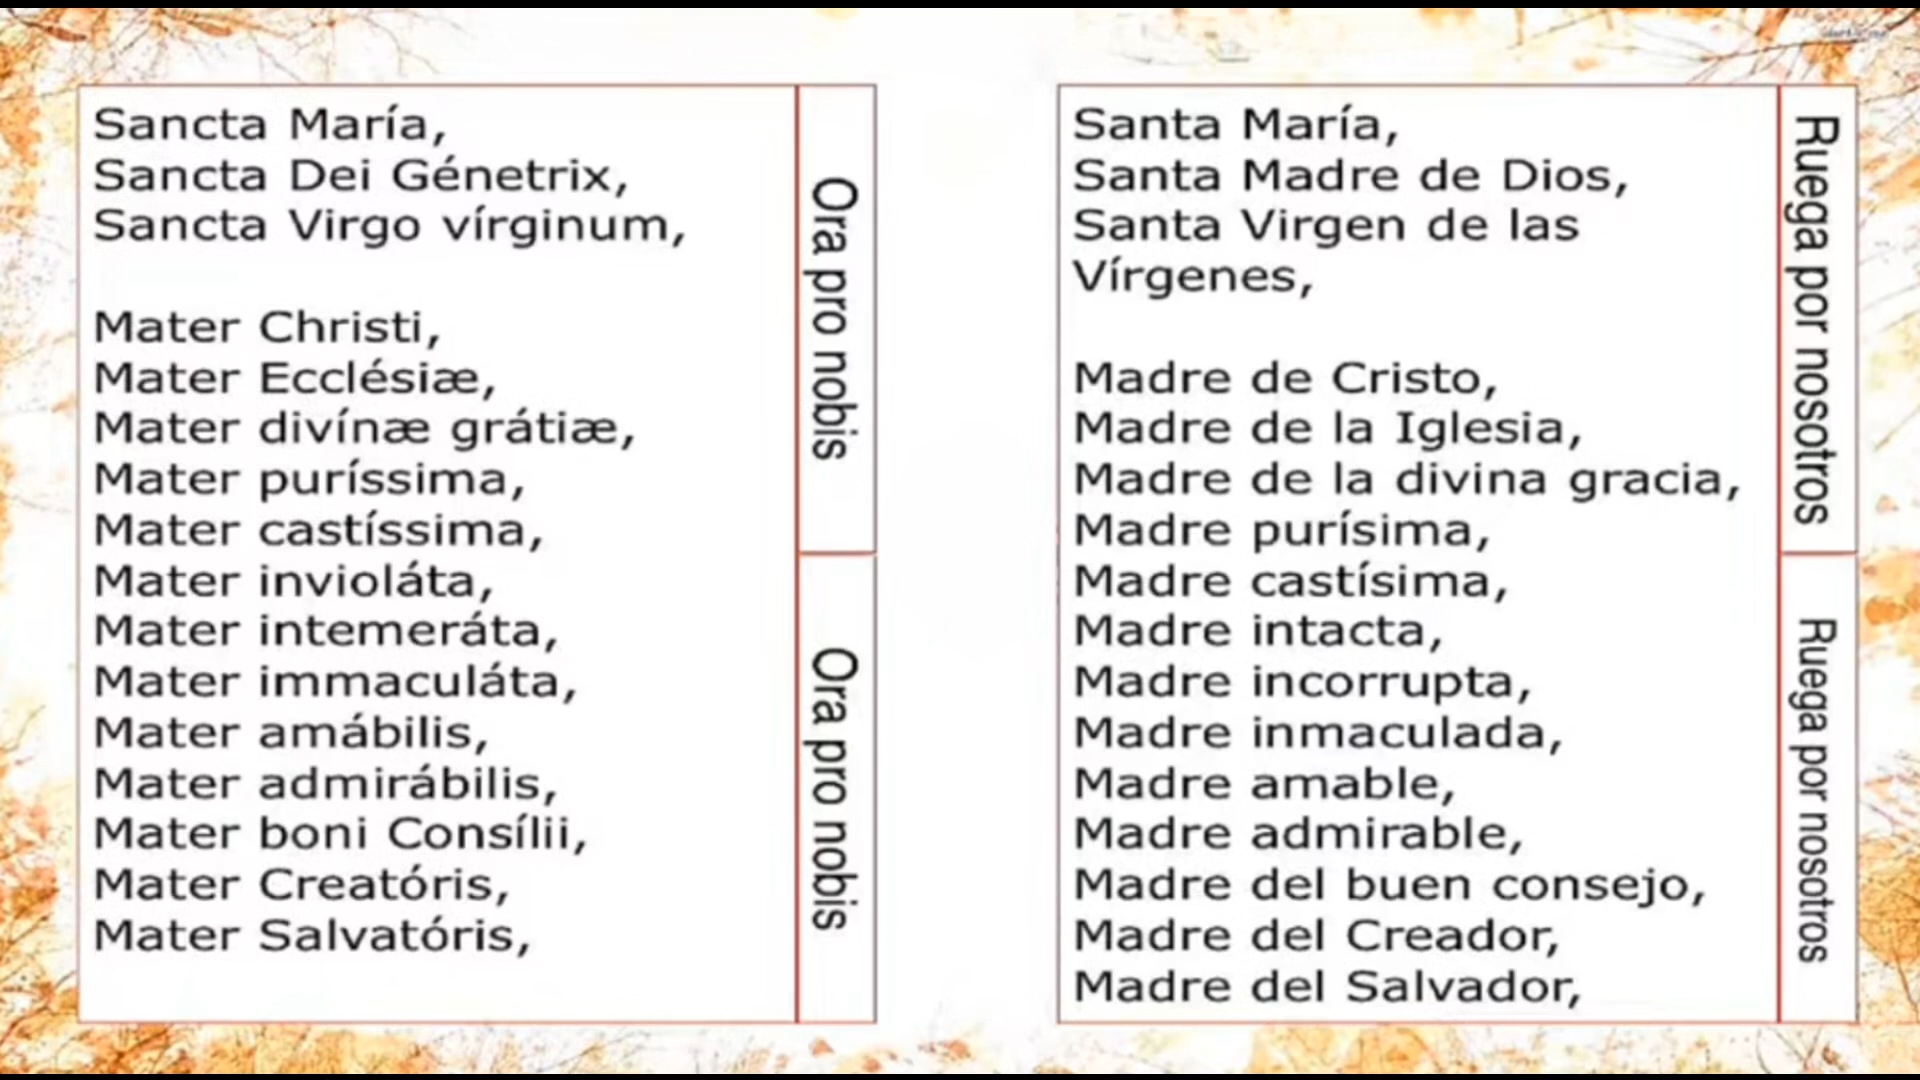 Sancta María,
Sancta Dei Génetrix,
Sancta Virgo vírginum,
Mater Christi,
Mater Ecclésiæ,
Mater divínæ grátiæ,
Mater puríssima,
Mater castíssima,
Mater invioláta,
Mater intemeráta,
Mater immaculáta,
Mater amábilis,
Mater admirábilis,
Mater boni Consílii,
Mater Creatóris,
Mater Salvatóris,
Ora pro nobis
Ora pro nobis
Santa María,
Santa Madre de Dios,
Santa Virgen de las
Vírgenes,
Madre de Cristo,
Madre de la Iglesia,
Madre de la divina gracia,
Madre purísima,
Madre castísima,
Madre intacta,
Madre incorrupta,
Madre inmaculada,
Madre amable,
Madre admirable,
Madre del buen consejo,
Madre del Creador,
Madre del Salvador,
Ruega por nosotros
Ruega por nosotros